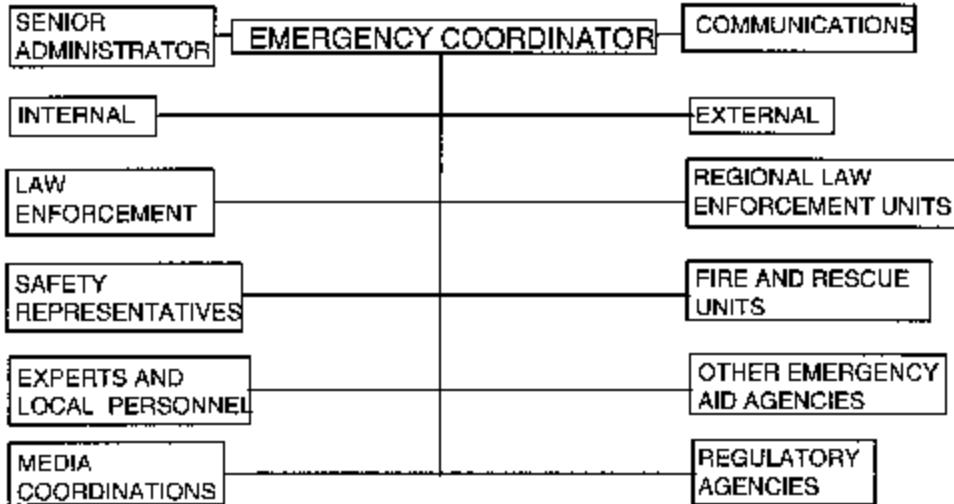 SENIOR
ADMINISTRATOR
EMERGENCY COORDINATOR
COMMUNICATIONS
INTERNAL
EXTERNAL
LAW
ENFORCEMENT
REGIONAL LAW
ENFORCEMENT UNITS
SAFETY
REPRESENTATIVES
FIRE AND RESCUE
UNITS
EXPERTS AND
LOCAL PERSONNEL
OTHER EMERGENCY
AID AGENCIES
MEDIA
COORDINATIONS
REGULATORY
AGENCIES